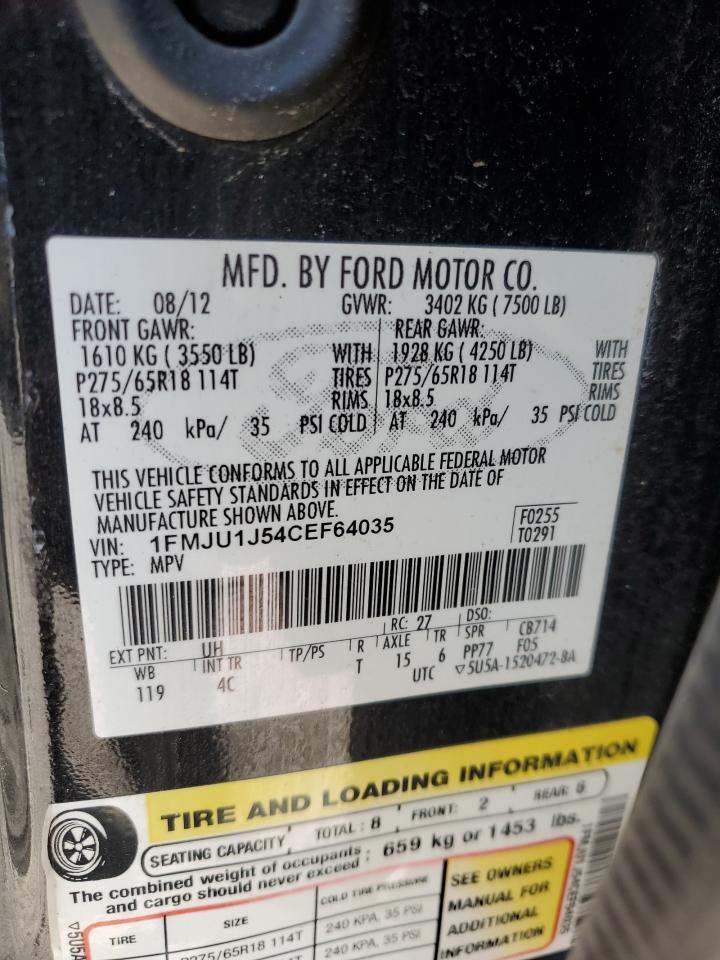 MFD. BY FORD MOTOR CO.
DATE: 08/12 GVWR: 3402 KG ( 7500 LB)
FRONT GAWR: REAR GAWR:
1610 KG ( 3550 LB) WITH 1928 KG ( 4250 LB) WITH
P275/65R18 114T TIRES P275/65R18 114T TIRES
18x8.5 RIMS 18x8.5 RIMS
AT 240 kPa/ 35 PSI COLD AT 240 kPa/ 35 PSI COLD
THIS VEHICLE CONFORMS TO ALL APPLICABLE FEDERAL MOTOR
VEHICLE SAFETY STANDARDS IN EFFECT ON THE DATE OF
MANUFACTURE SHOWN ABOVE.
VIN: 1FMJU1J54CEF64035 F0255
TYPE: MPV T0291
EXT PNT: UH RC: 27 DSO: CB714
WB INT TR TP/PS R AXLE TR SPR F05
119 4C T 15 6 PP77
UTC ▽5U5A-1520472-BA
TIRE AND LOADING INFORMATION
SEATING CAPACITY TOTAL : 8 FRONT: 2 REAR: 6
The combined weight of occupants : 659 kg or 1453 lbs.
and cargo should never exceed
TIRE SIZE COLD TIRE PRESSURE SEE OWNERS
MANUAL FOR
ADDITIONAL
INFORMATION
P275/65R18 114T 240 KPA, 35 PSI
240 KPA, 35 PSI
▽5U5A